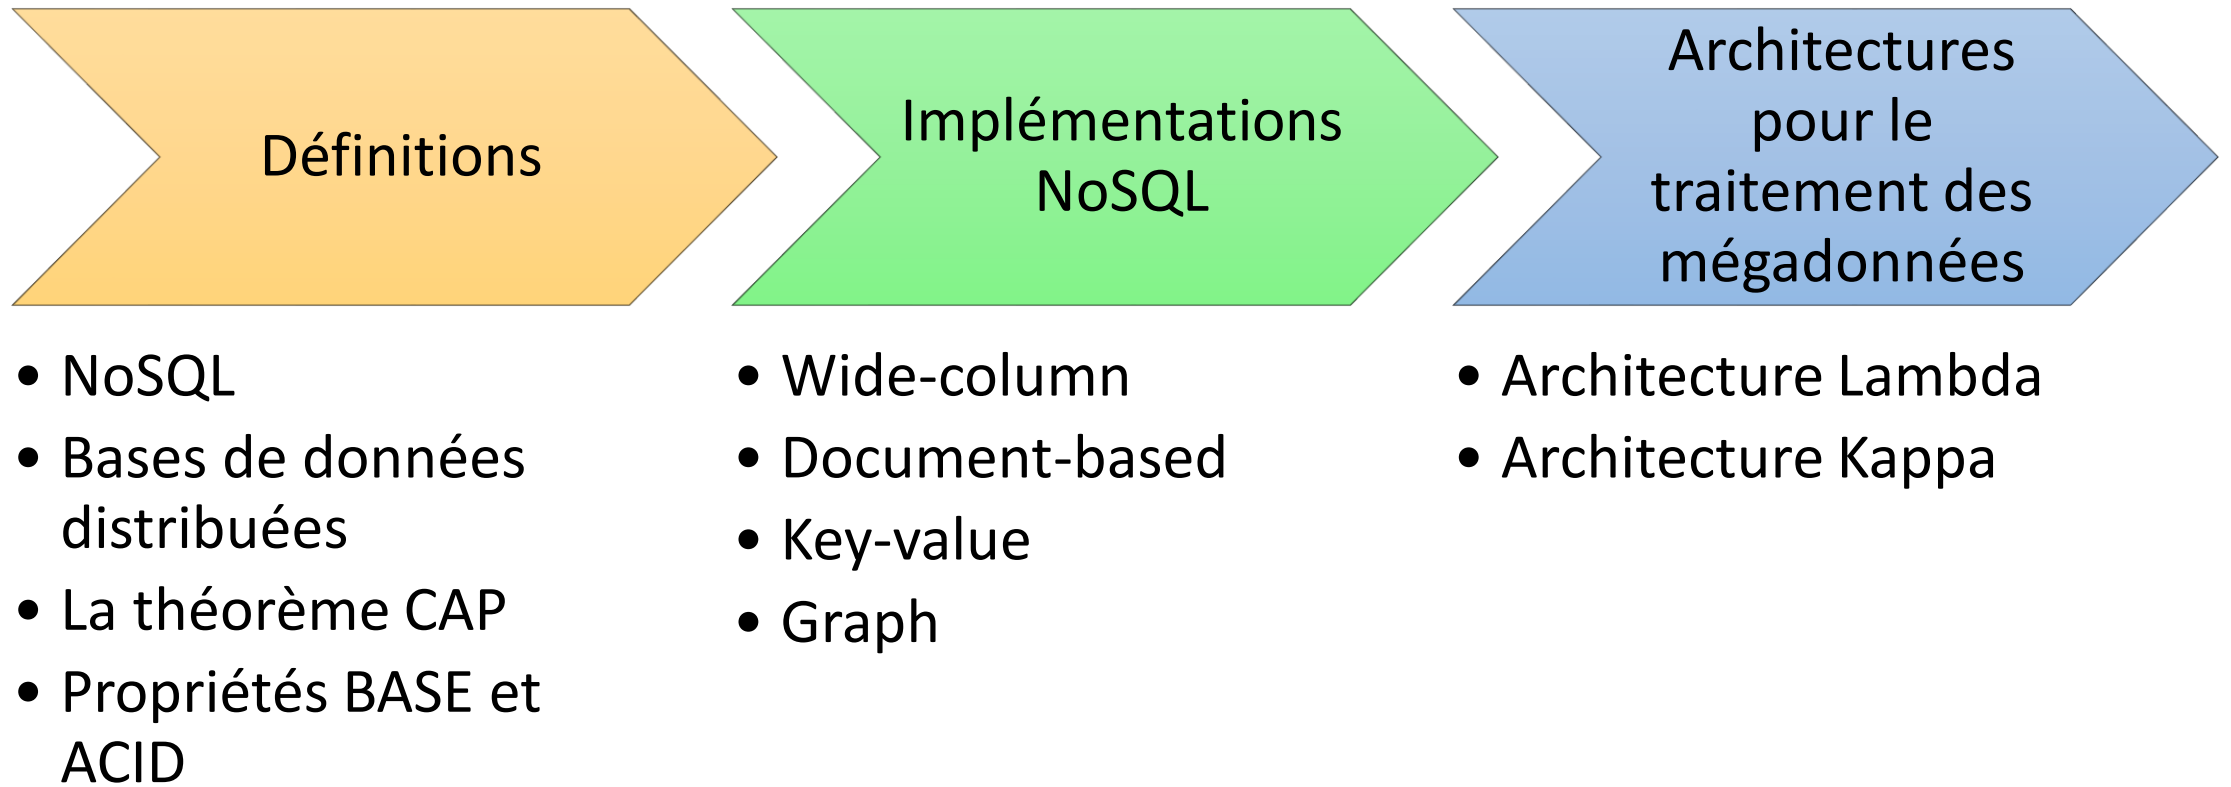 Définitions
• NoSQL
• Bases de données
distribuées
• La théorème CAP
• Propriétés BASE et
ACID
Implémentations
NoSQL
• Wide-column
• Document-based
• Key-value
• Graph
Architectures
pour le
traitement des
mégadonnées
• Architecture Lambda
• Architecture Kappa